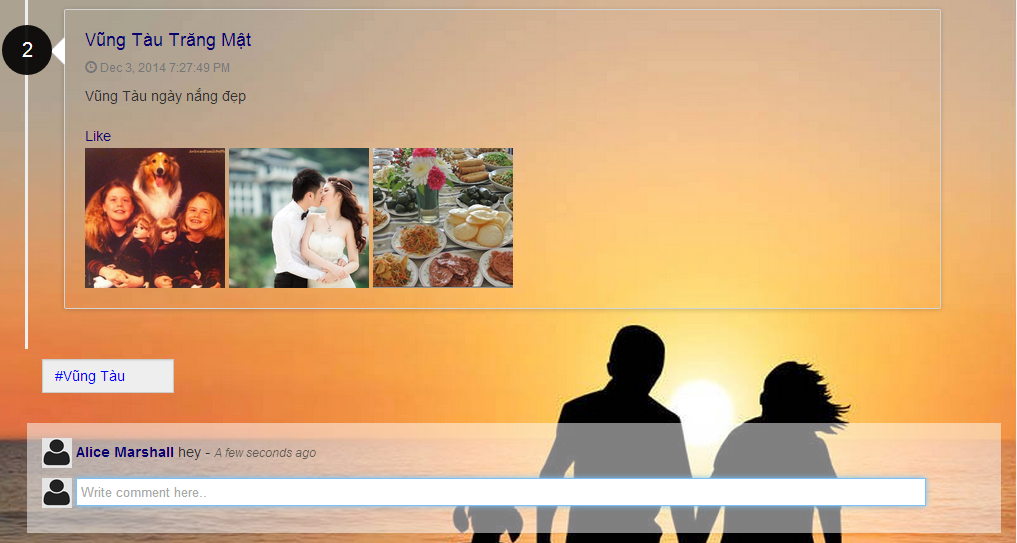 2
Vũng Tàu Trăng Mật
Dec 3, 2014 7:27:49 PM
Vũng Tàu ngày nắng đẹp
Like
#Vũng Tàu
Alice Marshall hey - A few seconds ago
Write comment here..